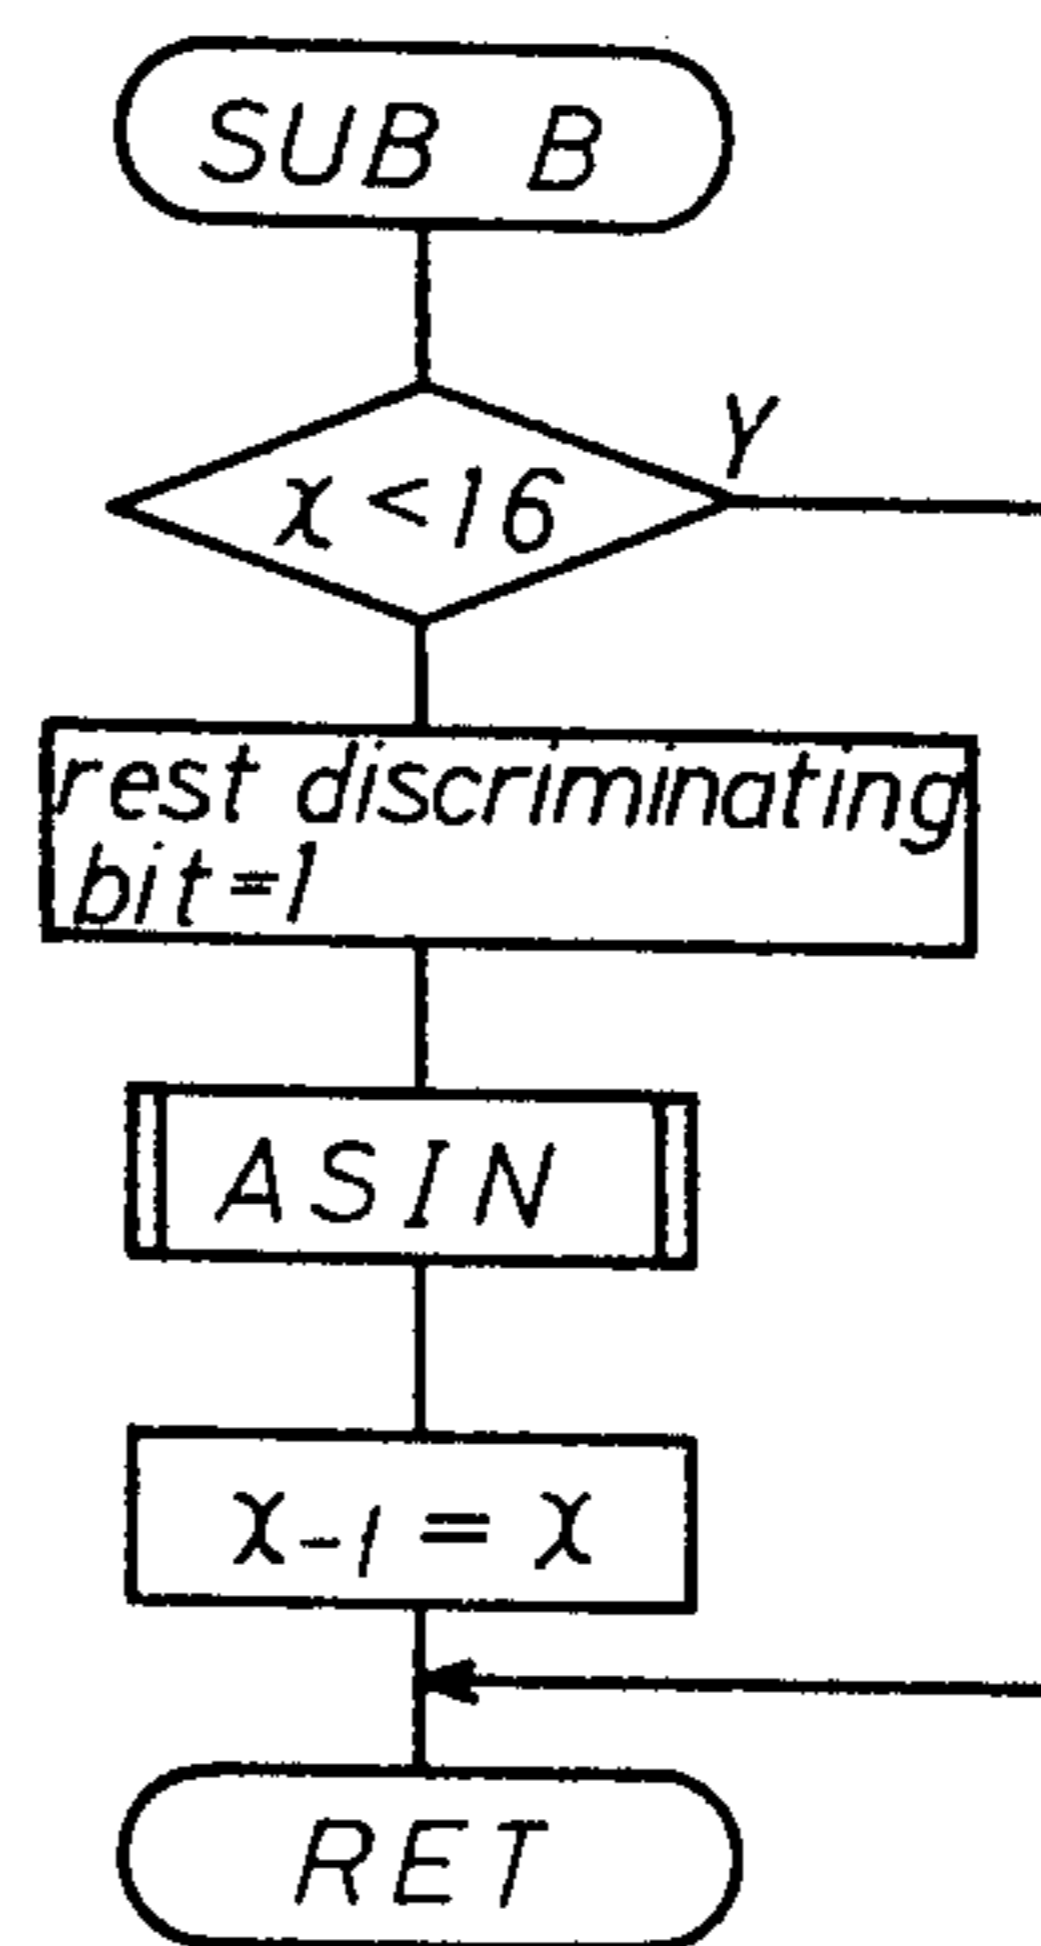 SUB B
Y
x<16
rest discriminating
bit=1
ASIN
x-1=x
RET